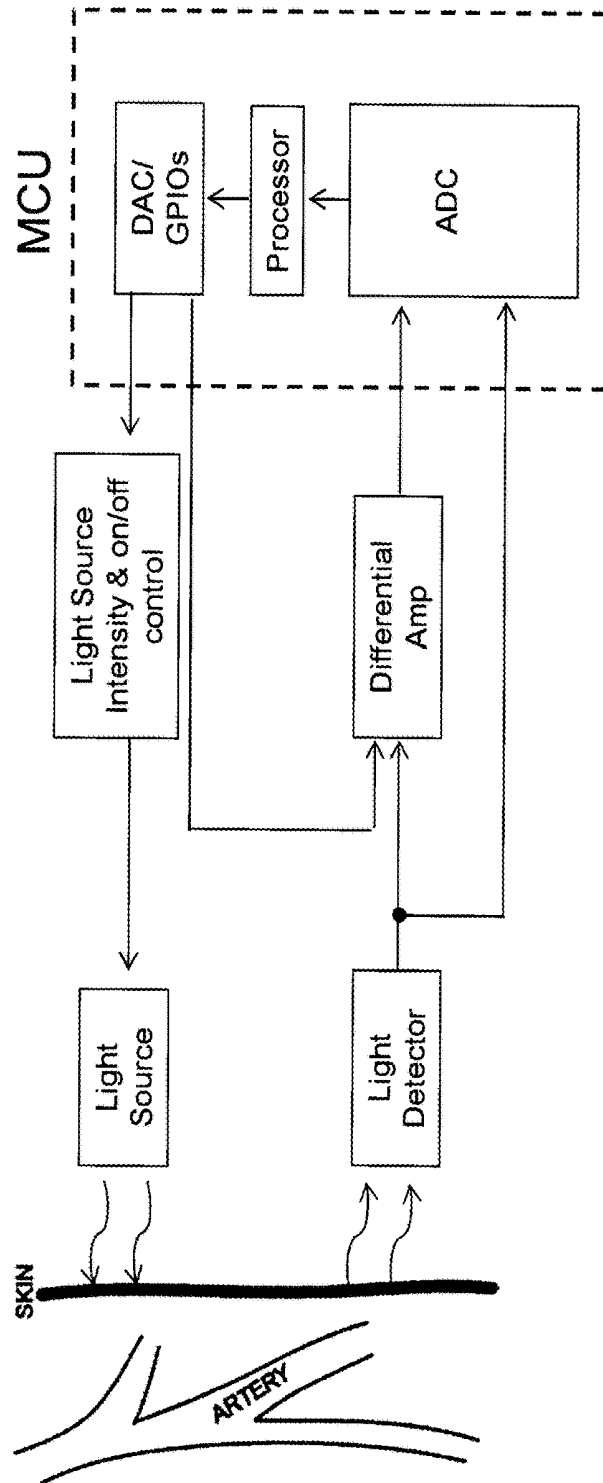 MCU
DAC/
GPIOs
Processor
ADC
Light Source
Intensity & on/off
control
Differential
Amp
Light
Source
Light
Detector
SKIN
ARTERY